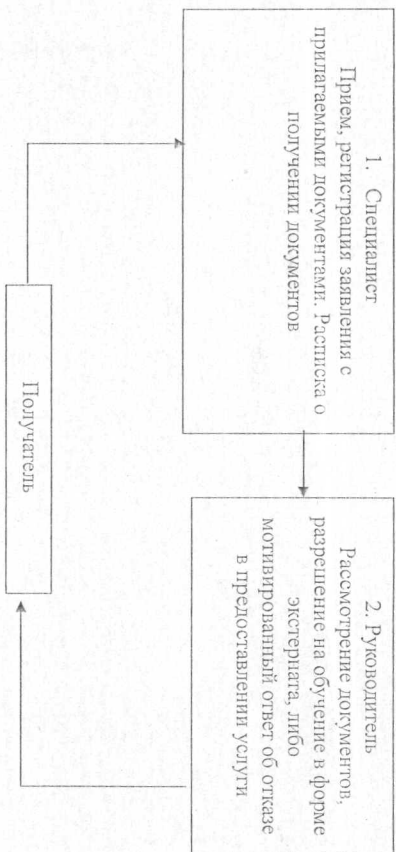 1. Специалист
Прием, регистрация заявления с
прилагаемыми документами. Расписка о
получении документов
2. Руководитель
Рассмотрение документов,
разрешение на обучение в форме
экстерната, либо
мотивированный ответ об отказе
в предоставлении услуги
Получатель